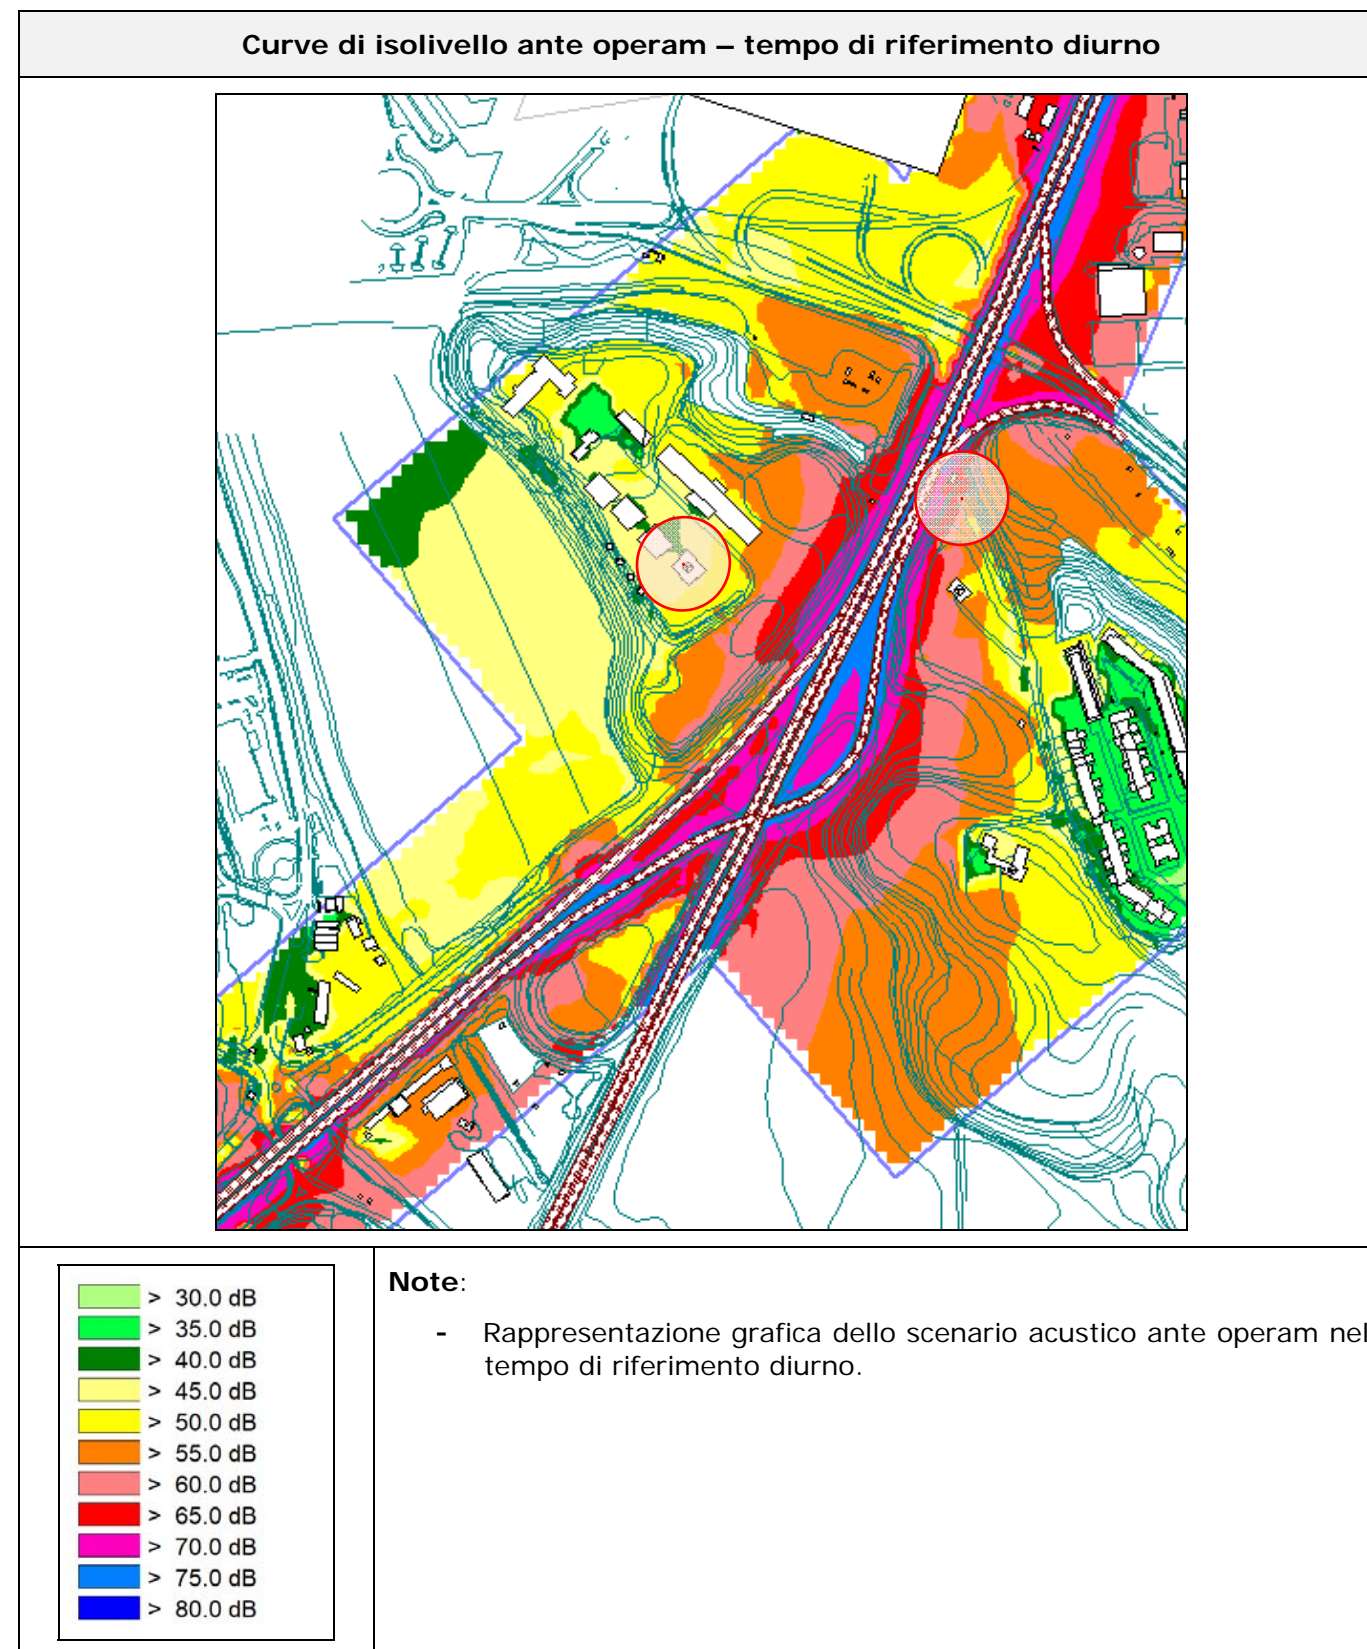 Curve di isolivello ante operam – tempo di riferimento diurno
> 30.0 dB
> 35.0 dB
> 40.0 dB
> 45.0 dB
> 50.0 dB
> 55.0 dB
> 60.0 dB
> 65.0 dB
> 70.0 dB
> 75.0 dB
> 80.0 dB
Note:
- Rappresentazione grafica dello scenario acustico ante operam nel
tempo di riferimento diurno.